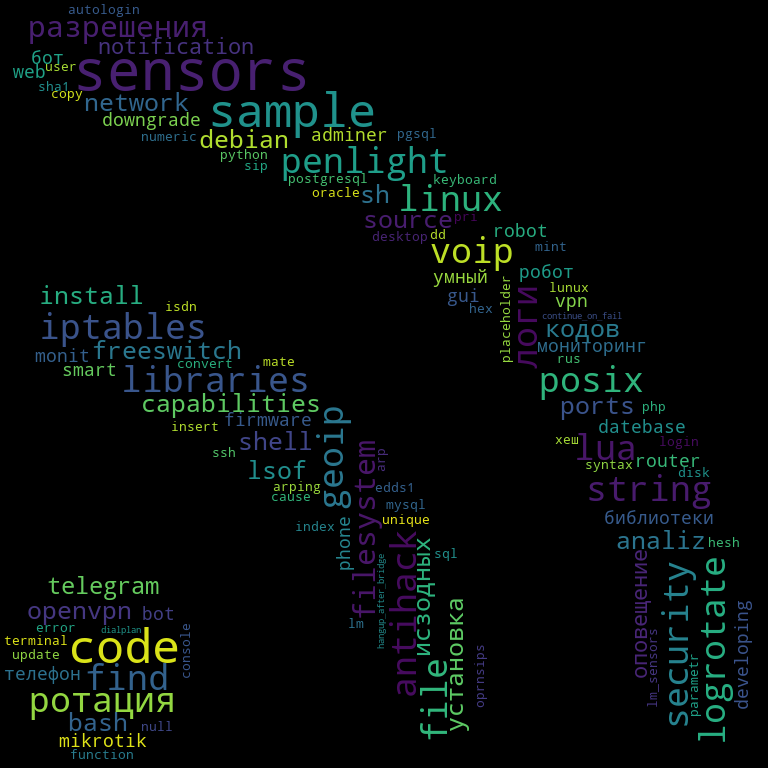 autologin
разрешения
notification
бот
user
web
sensors
sha1
copy
network
sample
downgrade
numeric
debian
adminer
pgsql
python
sip
penlight
postgresql
keyboard
oracle
sh
linux
source
pri
desktop
dd
robot
voip
mint
умный
робот
install
isdn
gui
hex
placeholder
логи
lunux
vpn
continue_on_fail
iptables
кодов
monit
freeswitch
мониторинг
smart
convert
mate
rus
libraries
posix
capabilities
ports
php
insert
firmware
datebase
shell
geoip
хеш
lua
login
ssh
lsof
filesystem
arp
syntax
router
disk
arping
cause
edds1
string
mysql
unique
библиотеки
index
phone
antihack
исзодных
sql
analiz
hesh
telegram
hangup_after_bridge
оповещение
security
logrotate
openvpn
bot
lm
установка
developing
error
dialplan
terminal
code
console
lm_sensors
parametr
update
телефон
find
file
oprnsips
ротация
bash
null
mikrotik
function